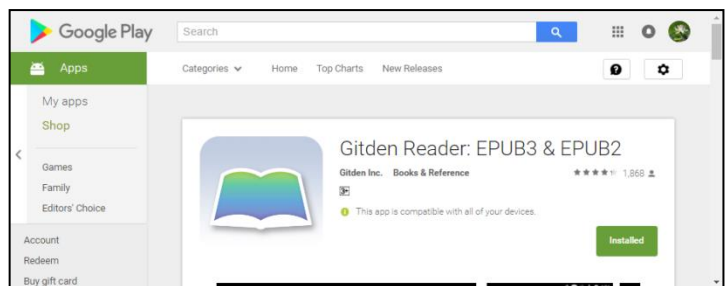 Google Play
Search
Apps
Categories
Home
Top Charts
New Releases
My apps
Shop
Games
Family
Editors' Choice
Account
Redeem
Buy gift card
Gitden Reader: EPUB3 & EPUB2
Gitden Inc. Books & Reference
1,868
3+
This app is compatible with all of your devices.
Installed